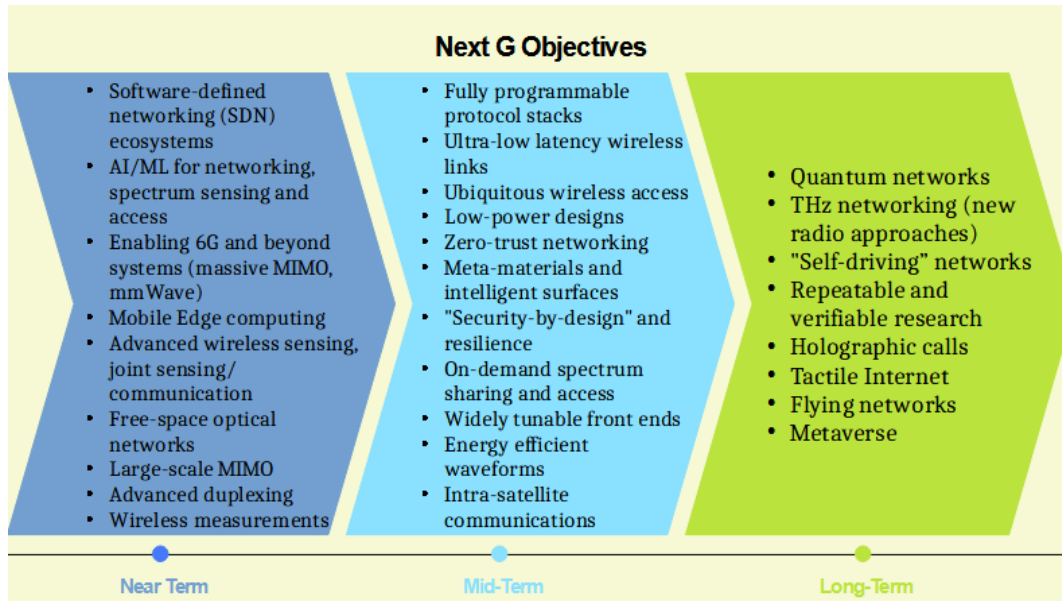 Next G Objectives
• Software-defined
networking (SDN)
ecosystems
• AI/ML for networking,
spectrum sensing and
access
• Enabling 6G and beyond
systems (massive MIMO,
mmWave)
• Mobile Edge computing
• Advanced wireless sensing,
joint sensing/
communication
• Free-space optical
networks
• Large-scale MIMO
• Advanced duplexing
• Wireless measurements
• Fully programmable
protocol stacks
• Ultra-low latency wireless
links
• Ubiquitous wireless access
• Low-power designs
• Zero-trust networking
• Meta-materials and
intelligent surfaces
• "Security-by-design" and
resilience
• On-demand spectrum
sharing and access
• Widely tunable front ends
• Energy efficient
waveforms
• Intra-satellite
communications
• Quantum networks
• THz networking (new
radio approaches)
• "Self-driving” networks
• Repeatable and
verifiable research
• Holographic calls
• Tactile Internet
• Flying networks
• Metaverse
Near Term
Mid-Term
Long-Term